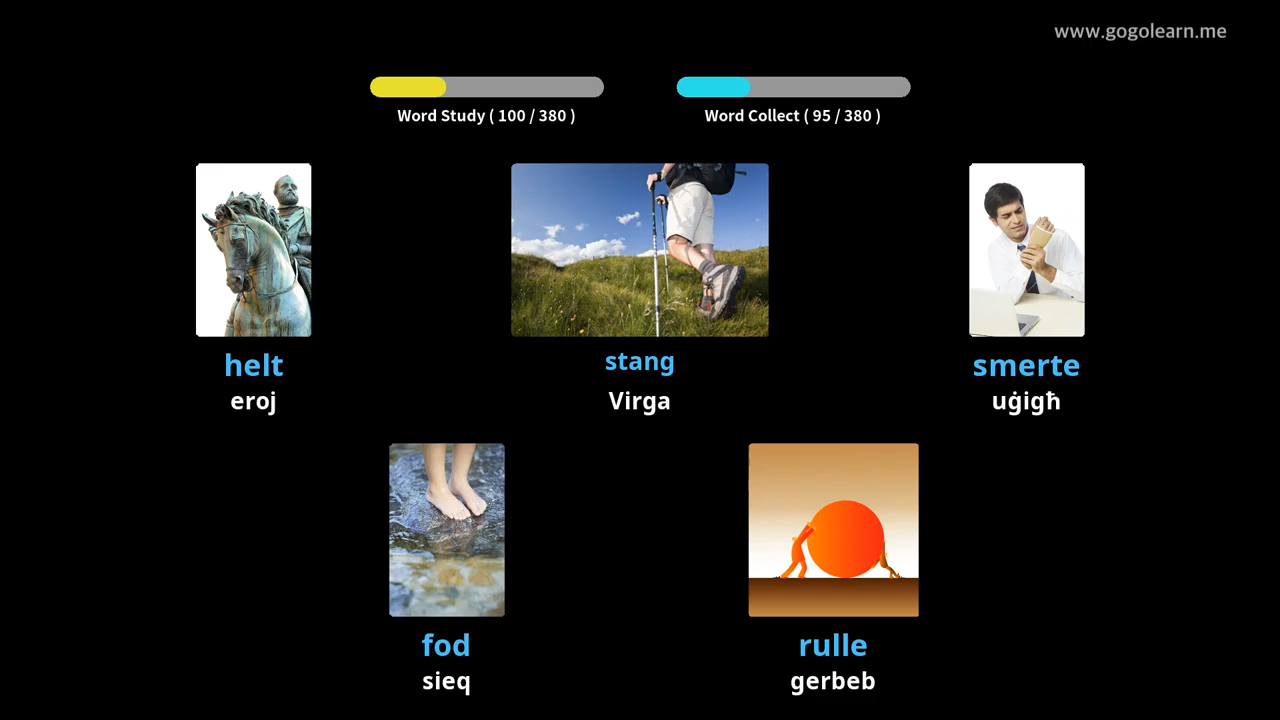 www.gogolearn.me
Word Study ( 100 / 380 )
Word Collect ( 95 / 380 )
helt
eroj
stang
Virga
smerte
uġigħ
fod
sieq
rulle
gerbeb